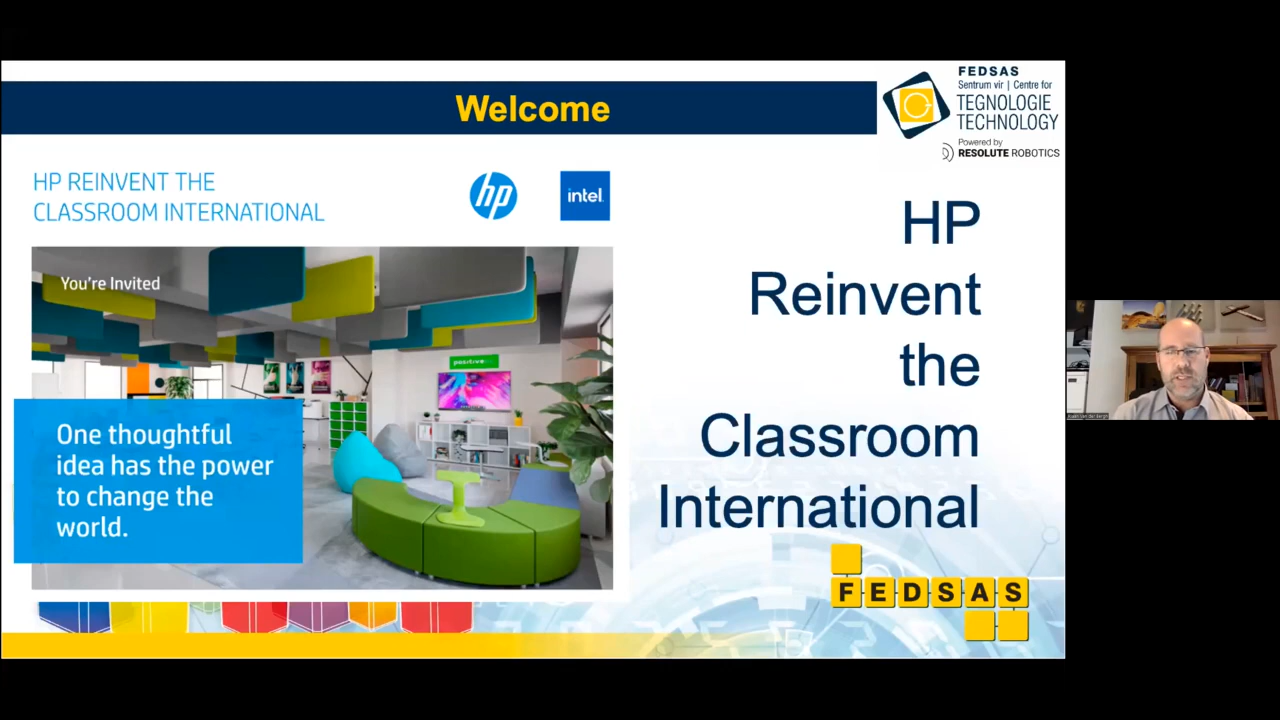 Welcome
FEDSAS
Sentrum vir | Centre for
TEGNOLOGIE
TECHNOLOGY
Powered by
RESOLUTE ROBOTICS
HP REINVENT THE
CLASSROOM INTERNATIONAL
hp
intel.
You're Invited
positive
One thoughtful
idea has the power
to change the
world.
HP
Reinvent
the
Classroom
International
FEDSAS